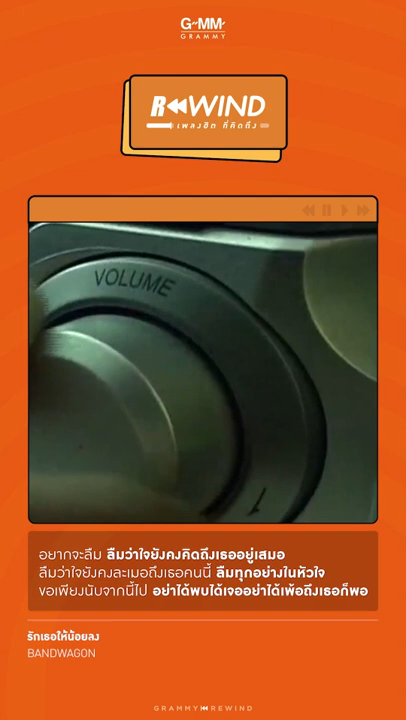 GMM
GRAMMY
REWIND
เพลงฮิต ที่คิดถึง
VOLUME
อยากจะลืม ลืมว่าใจยังคงคิดถึงเธออยู่เสมอ
ลืมว่าใจยังคงละเมอถึงเธอคนนี้ ลืมทุกอย่างในหัวใจ
ขอเพียงนับจากนี้ไป อย่าได้พบได้เจออย่าได้เพ้อถึงเธอก็พอ
รักเธอให้น้อยลง
BANDWAGON
GRAMMY REWIND